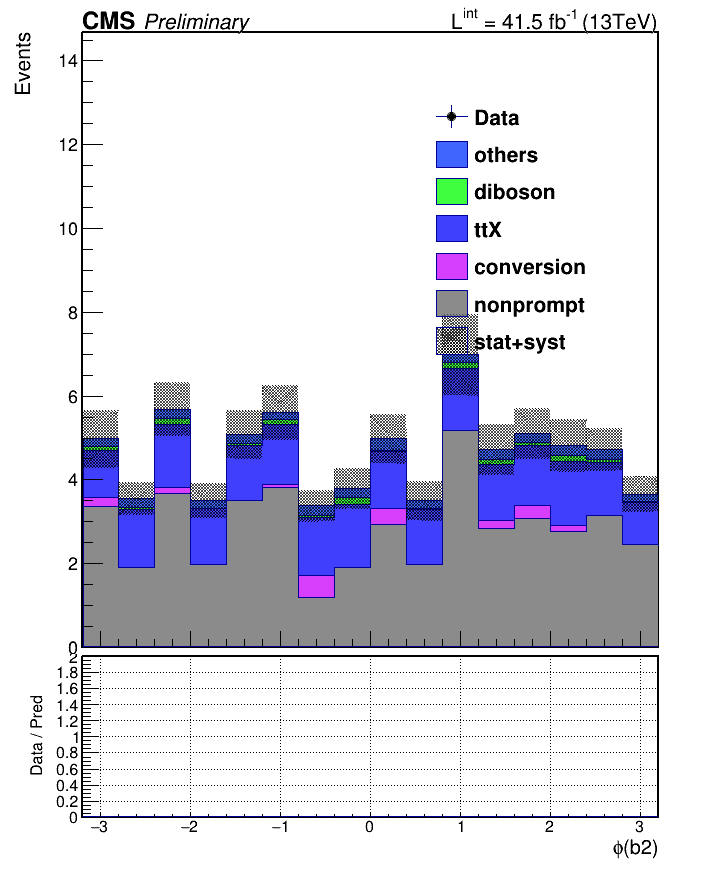 CMS Preliminary L^int = 41.5 fb^-1 (13TeV)
Events
14
12
10
8
6
4
2
0
Data
others
diboson
ttX
conversion
nonprompt
stat+syst
Data / Pred
2
1.8
1.6
1.4
1.2
1
0.8
0.6
0.4
0.2
0
−3 −2 −1 0 1 2 3
ϕ(b2)